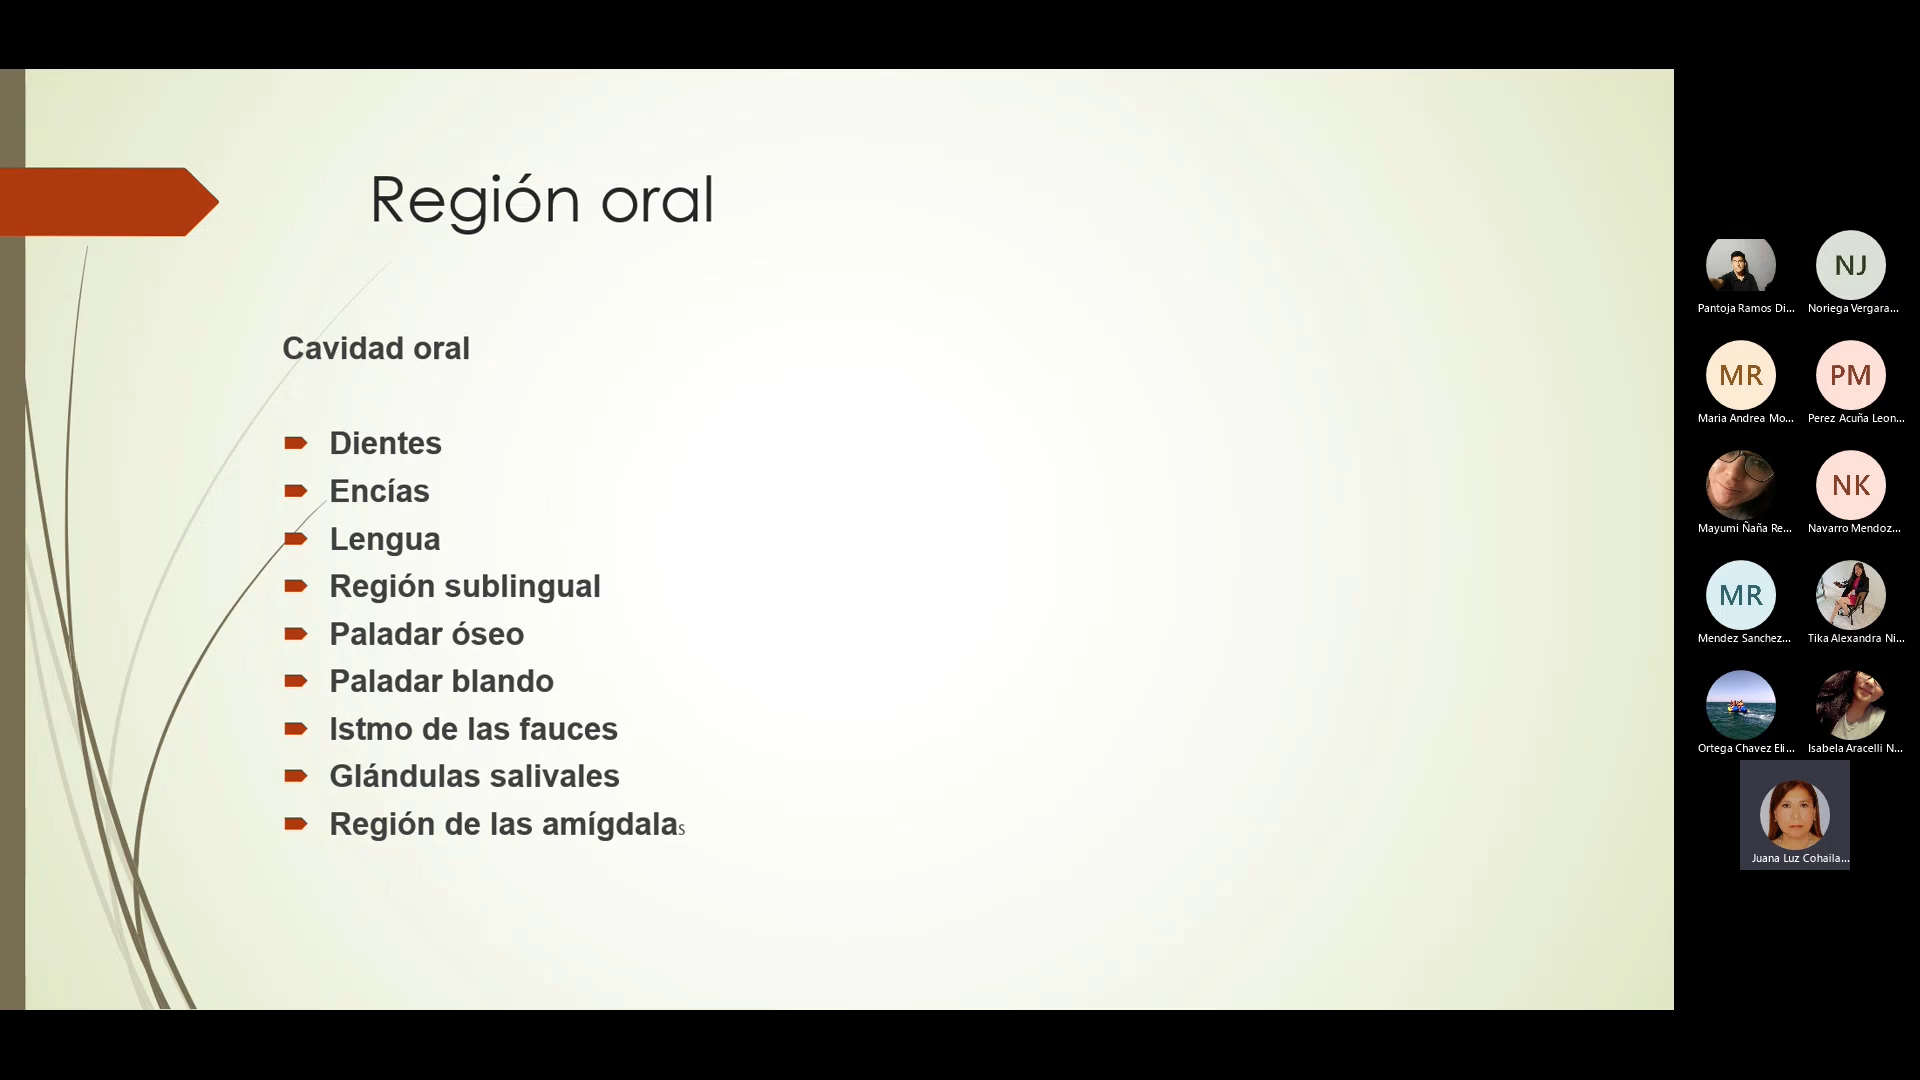 Región oral
Cavidad oral
Dientes
Encías
Lengua
Región sublingual
Paladar óseo
Paladar blando
Istmo de las fauces
Glándulas salivales
Región de las amígdalas
NJ
Pantoja Ramos Di...
Noriega Vergara...
MR
PM
Maria Andrea Mo...
Perez Acuña Leon...
NK
Mayumi Ñaña Re...
Navarro Mendoz...
MR
Mendez Sanchez...
Tika Alexandra Ni...
Ortega Chavez Eli...
Isabela Aracelli N...
Juana Luz Cohaila...